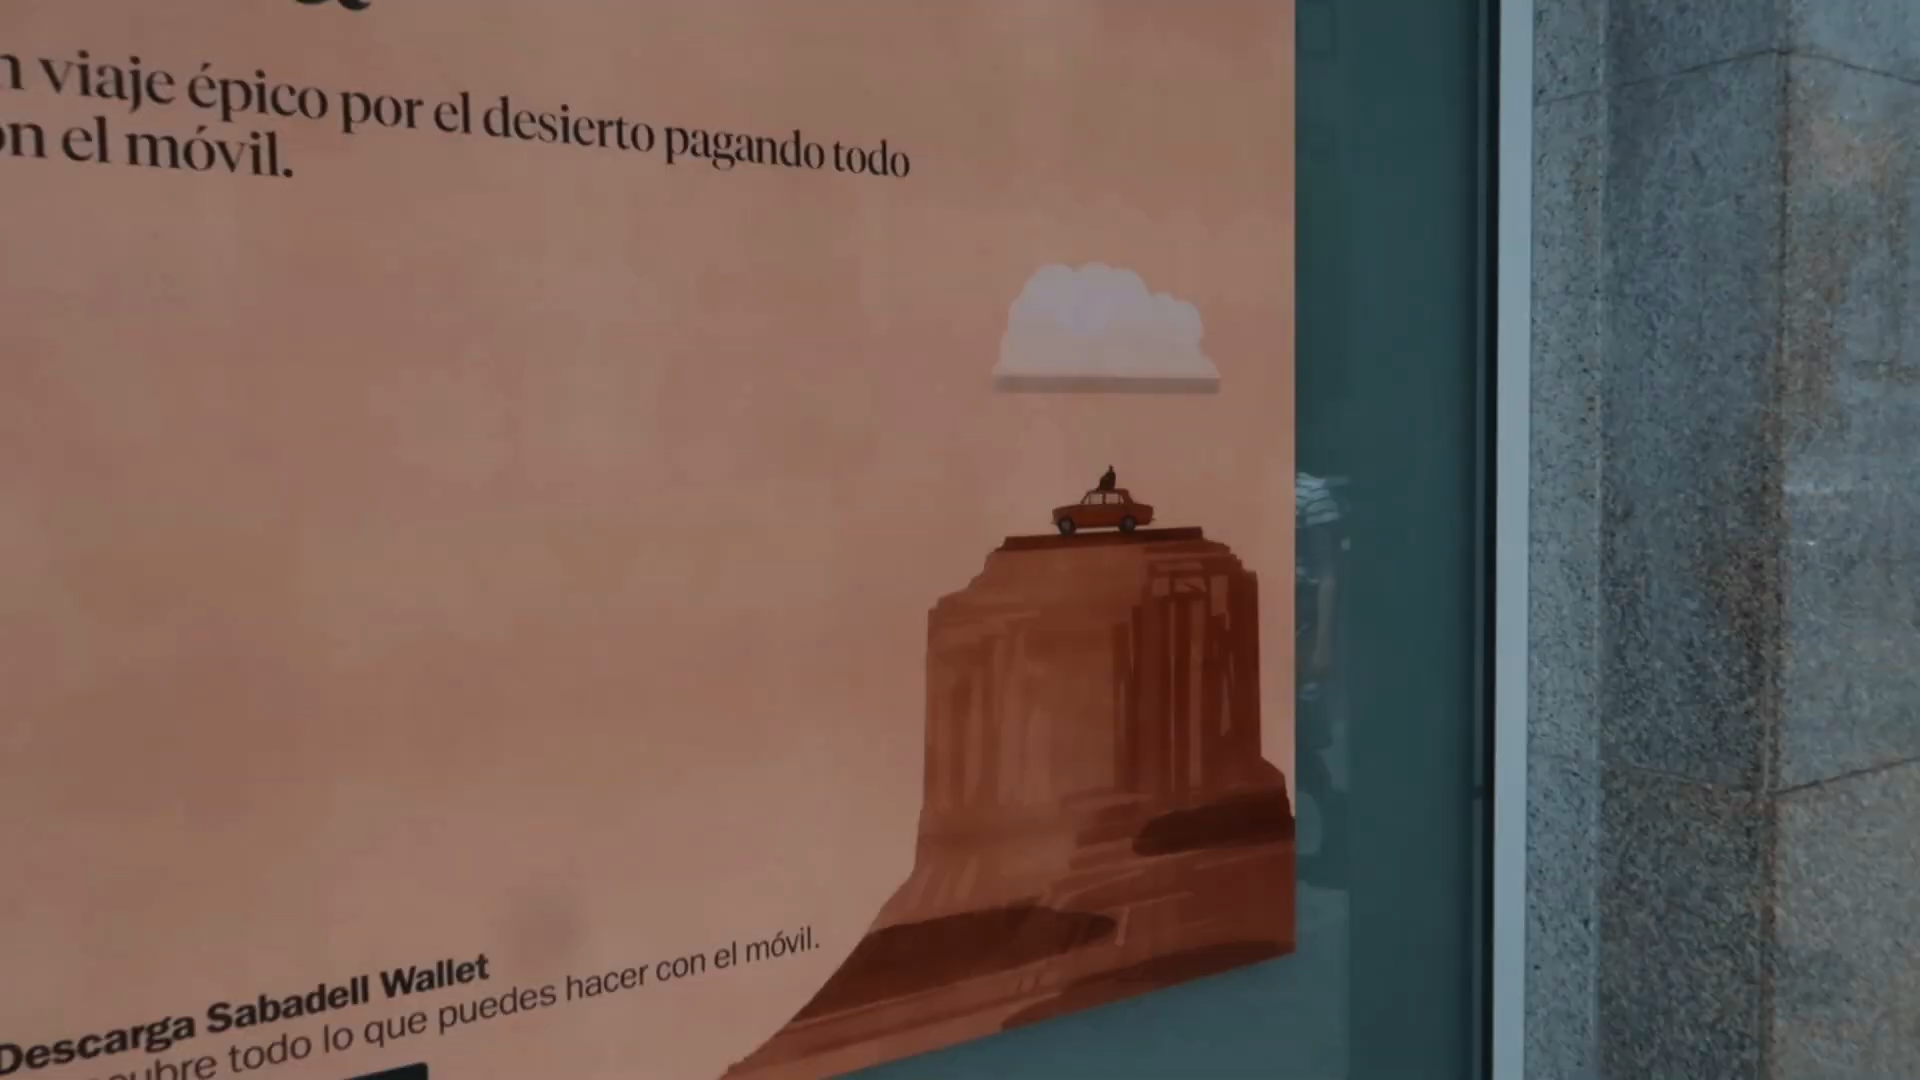 viaje épico por el desierto pagando todo
el móvil.
Descarga Sabadell Wallet
todo lo que puedes hacer con el móvil.